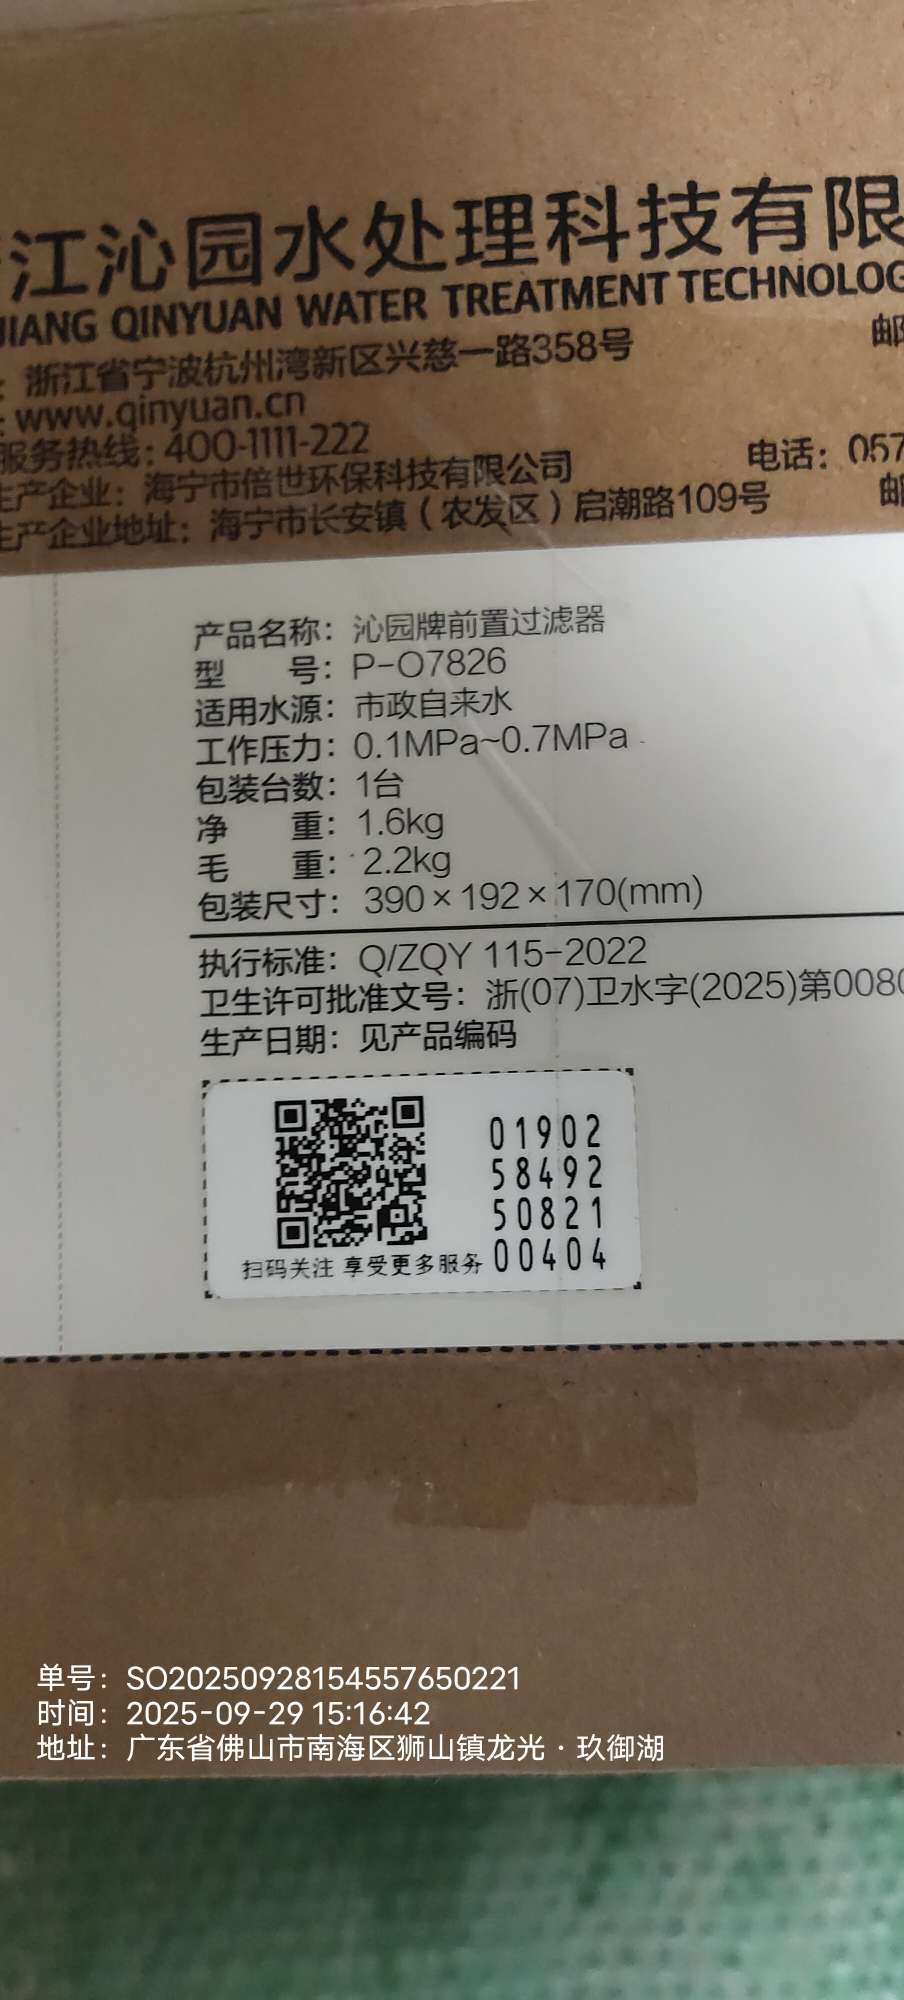 江沁园水处理科技有限
JIANG QINYUAN WATER TREATMENT TECHNOLOG
：浙江省宁波杭州湾新区兴慈一路358号 邮
：www.qinyuan.cn
服务热线：400-1111-222 电话：057
生产企业：海宁市倍世环保科技有限公司 邮
生产企业地址：海宁市长安镇（农发区）启潮路109号
产品名称：沁园牌前置过滤器
型 号：P-O7826
适用水源：市政自来水
工作压力：0.1MPa~0.7MPa
包装台数：1台
净 重：1.6kg
毛 重：2.2kg
包装尺寸：390×192×170(mm)
执行标准：Q/ZQY 115-2022
卫生许可批准文号：浙(07)卫水字(2025)第0080
生产日期：见产品编码
01902
58492
50821
00404
扫码关注 享受更多服务
单号：SO20250928154557650221
时间：2025-09-29 15:16:42
地址：广东省佛山市南海区狮山镇龙光·玖御湖